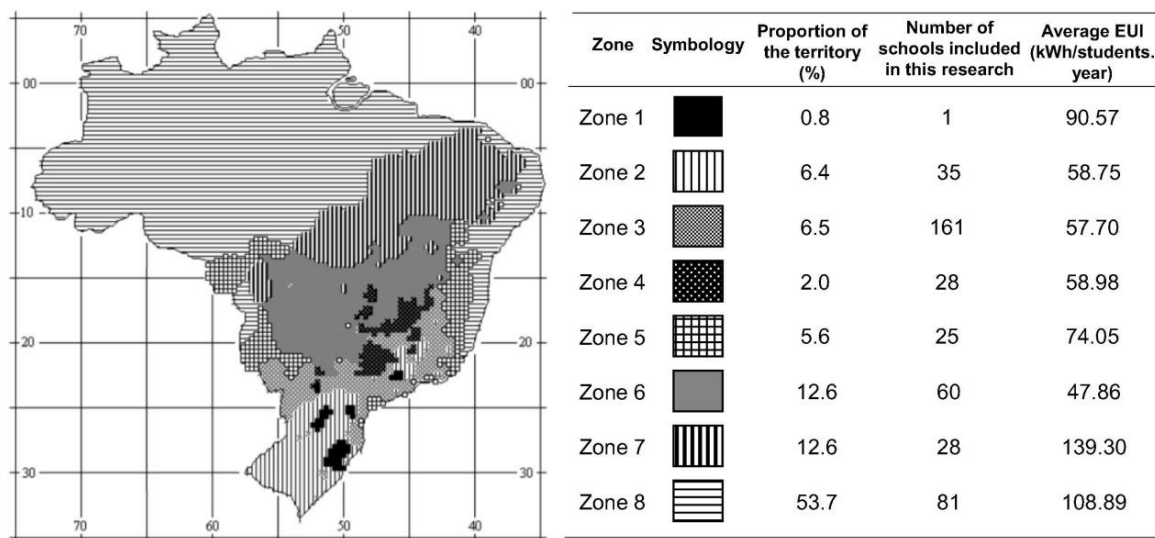 70 60 50 40
00 00
10 10
20 20
30 30
70 60 50 40
Zone Symbology Proportion of the territory (%) Number of schools included in this research Average EUI (kWh/students. year)
Zone 1 0.8 1 90.57
Zone 2 6.4 35 58.75
Zone 3 6.5 161 57.70
Zone 4 2.0 28 58.98
Zone 5 5.6 25 74.05
Zone 6 12.6 60 47.86
Zone 7 12.6 28 139.30
Zone 8 53.7 81 108.89